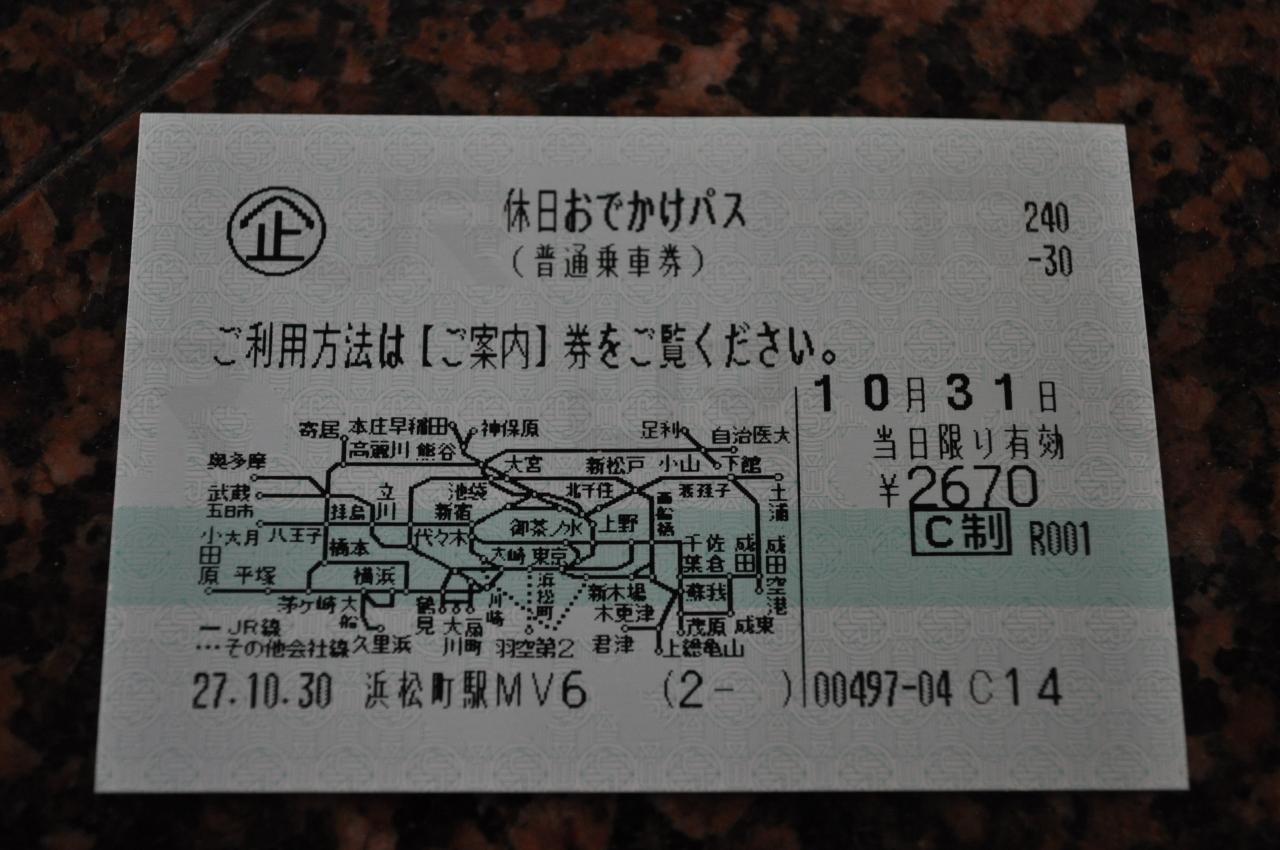 企
休日おでかけパス
240
(普通乗車券)
-30
ご利用方法は【ご案内】券をご覧ください。
10月31日
当日限り有効
¥2670
C制 R001
寄居 本庄早稲田 神保原 足利 自治医大
高麗川 熊谷 大宮 新松戸 小山 下館
奥多摩 立川 池袋 北千住 我孫子 土浦
武蔵五日市 拝島 新宿 御茶ノ水 上野 西船橋
小田原 大月 八王子 橋本 代々木 大崎 東京 千葉 佐倉 成田 成田空港
平塚 横浜 浜松町 新木場 蘇我
茅ヶ崎 大船 鶴見 川崎 木更津
JR線 大川 扇町 茂原 成東
その他会社線 久里浜 羽空第2 君津 上総亀山
27.10.30 浜松町駅MV6 (2- ) 00497-04 C14